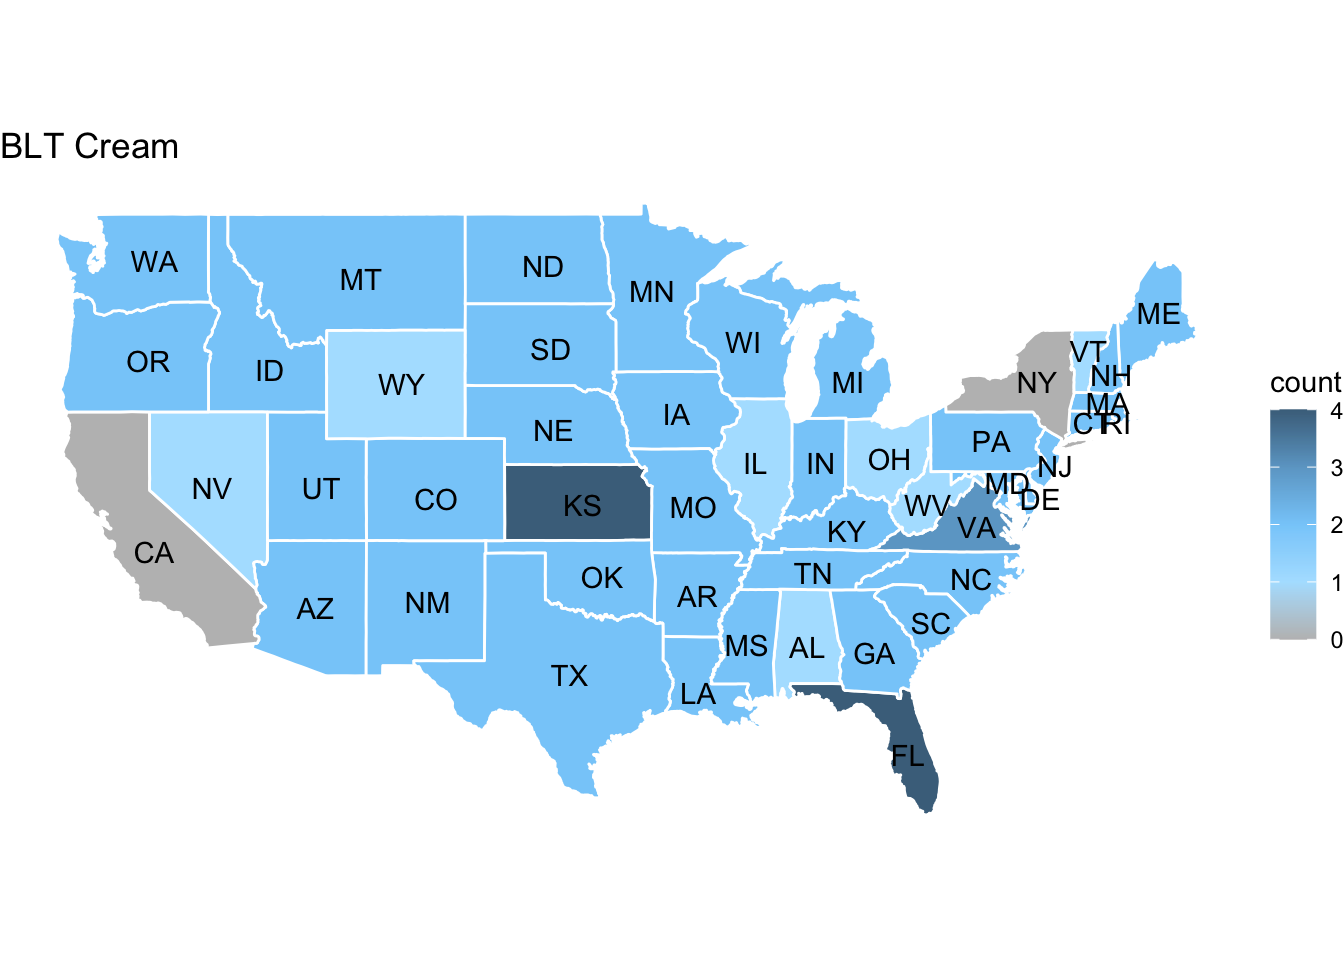 BLT Cream
WA
MT
ND
MN
ME
OR
ID
WY
SD
WI
MI
NY
VT
NH
MA
CT
RI
NE
IA
PA
NJ
NV
UT
CO
KS
MO
IL
IN
OH
MD
DE
WV
VA
KY
CA
AZ
NM
OK
AR
TN
NC
SC
MS
AL
GA
TX
LA
FL
count
4
3
2
1
0